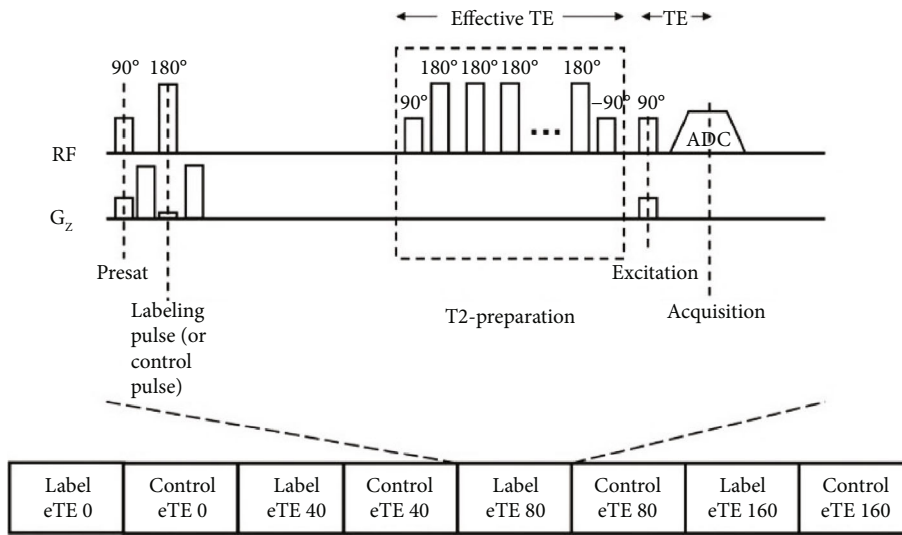 Effective TE
TE
90° 180°
180° 180° 180° 180°
90° −90° 90°
ADC
RF
G_Z
Presat
Excitation
Labeling
pulse (or
control
pulse)
T2-preparation
Acquisition
Label
eTE 0
Control
eTE 0
Label
eTE 40
Control
eTE 40
Label
eTE 80
Control
eTE 80
Label
eTE 160
Control
eTE 160